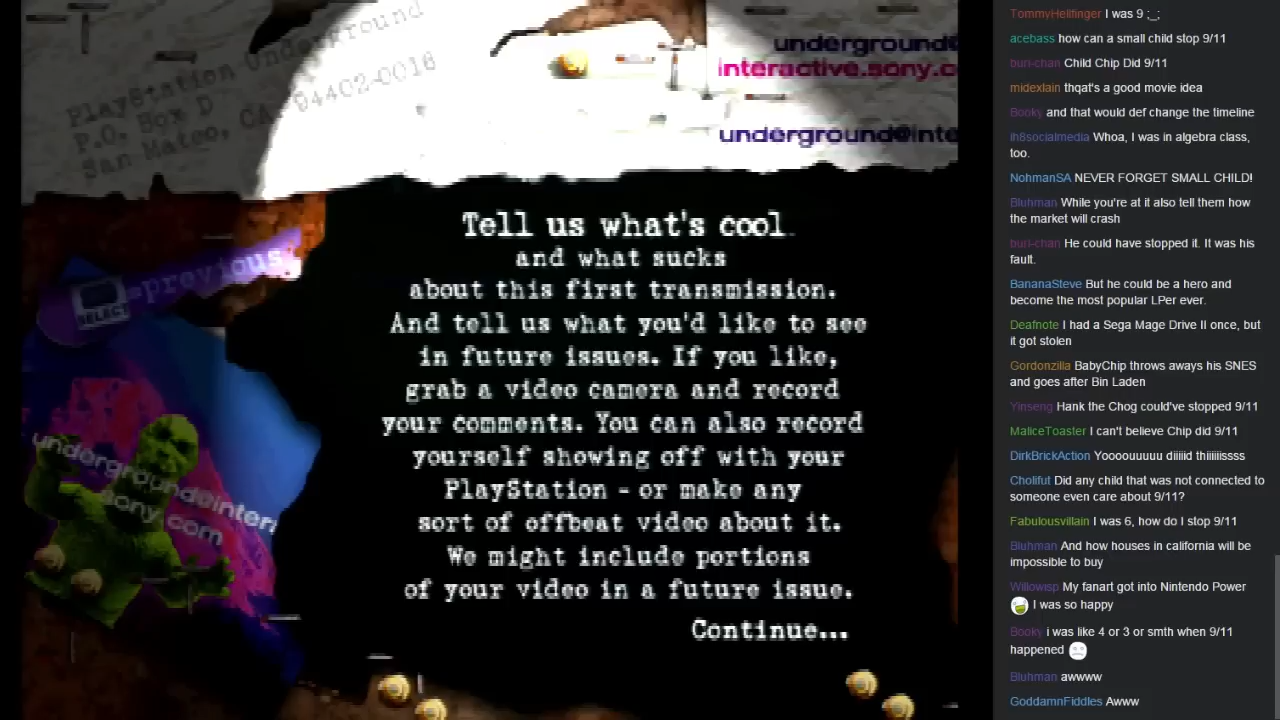 PlayStation Underground
P.O. Box D
San Mateo, CA 94402-0016
underground@
interactive.sony.c
underground@inte
previous
SELECT
underground@inter
sony.com
Tell us what's cool
and what sucks
about this first transmission.
And tell us what you'd like to see
in future issues. If you like,
grab a video camera and record
your comments. You can also record
yourself showing off with your
PlayStation - or make any
sort of offbeat video about it.
We might include portions
of your video in a future issue.
Continue...
TommyHellfinger I was 9 :_:
acebass how can a small child stop 9/11
buri-chan Child Chip Did 9/11
midexlain thqat's a good movie idea
Booky and that would def change the timeline
ih8socialmedia Whoa, I was in algebra class,
too.
NohmanSA NEVER FORGET SMALL CHILD!
Bluhman While you're at it also tell them how
the market will crash
buri-chan He could have stopped it. It was his
fault.
BananaSteve But he could be a hero and
become the most popular LPer ever.
Deafnote I had a Sega Mage Drive II once, but
it got stolen
Gordonzilla BabyChip throws aways his SNES
and goes after Bin Laden
Yinseng Hank the Chog could've stopped 9/11
MaliceToaster I can't believe Chip did 9/11
DirkBrickAction Yoooouuuuu diiiiid thiiiiiissss
Choliful Did any child that was not connected to
someone even care about 9/11?
Fabulousvillain I was 6, how do I stop 9/11
Bluhman And how houses in california will be
impossible to buy
Willowisp My fanart got into Nintendo Power
I was so happy
Booky i was like 4 or 3 or something when 9/11
happened
Bluhman awwww
GoddamnFiddles Awww